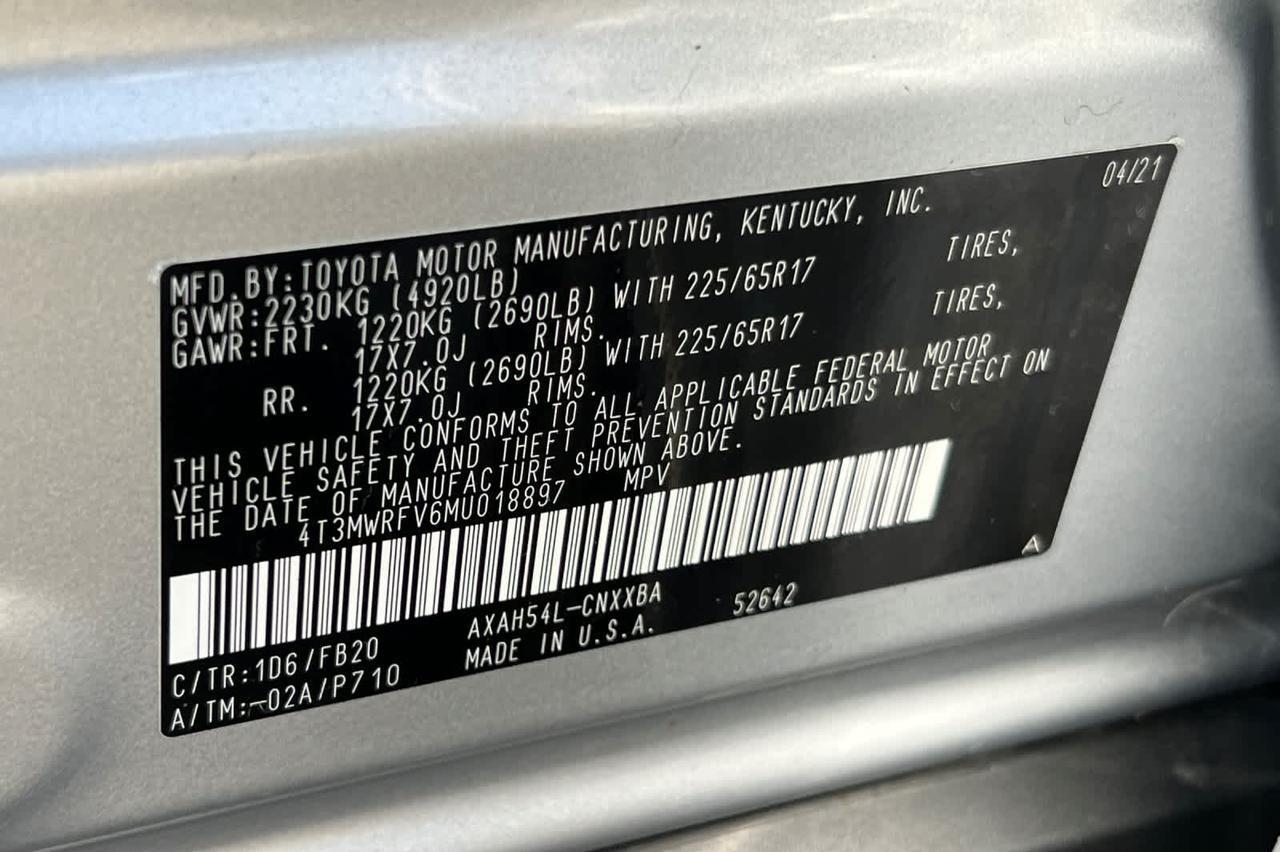 04/21
MFD.BY:TOYOTA MOTOR MANUFACTURING, KENTUCKY, INC.
GVWR:2230KG (4920LB)
GAWR:FRT. 1220KG (2690LB) WITH 225/65R17 TIRES,
17X7.0J RIMS.
RR. 1220KG (2690LB) WITH 225/65R17 TIRES,
17X7.0J RIMS.
THIS VEHICLE CONFORMS TO ALL APPLICABLE FEDERAL MOTOR
VEHICLE SAFETY AND THEFT PREVENTION STANDARDS IN EFFECT ON
THE DATE OF MANUFACTURE SHOWN ABOVE.
4T3MWRFV6MU018897 MPV
A
C/TR:1D6/FB20 AXAH54L-CNXXBA 52642
A/TM:-02A/P710 MADE IN U.S.A.